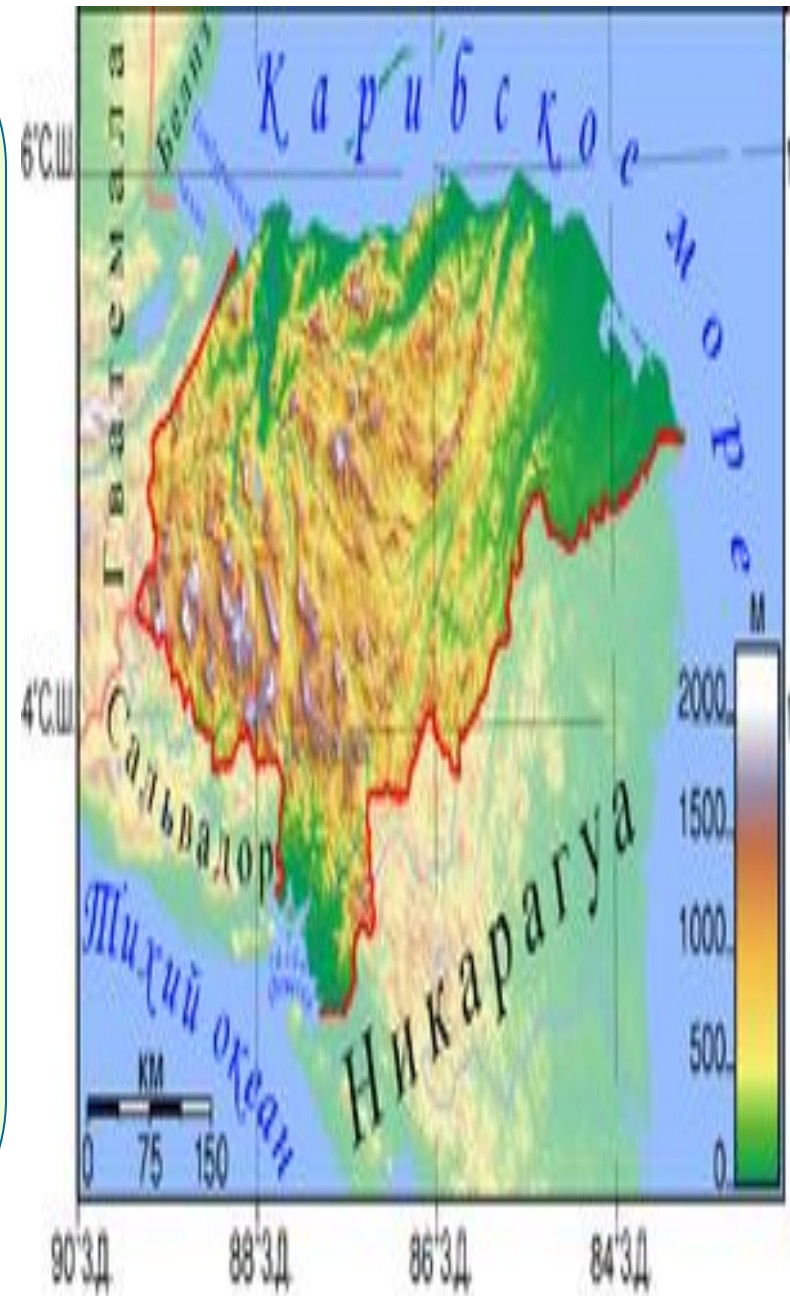 Карибское море
Гватемала
Белиз
6°С.Ш.
4°С.Ш.
Сальвадор
Никарагуа
Тихий океан
м
2000
1500
1000
500
0
КМ
0 75 150
90°З.Д. 88°З.Д. 86°З.Д. 84°З.Д.